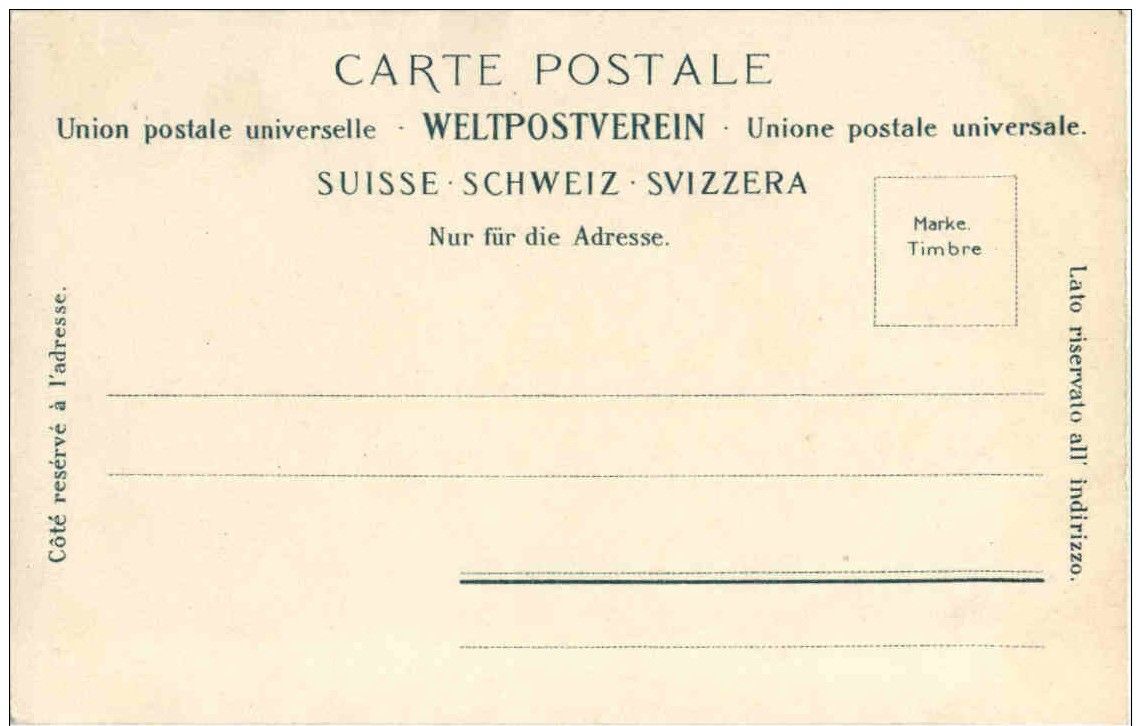 CARTE POSTALE
Union postale universelle · WELTPOSTVEREIN · Unione postale universale.
SUISSE · SCHWEIZ · SVIZZERA
Nur für die Adresse.
Marke.
Timbre
Côté resérvé à l'adresse.
Lato riservato all' indirizzo.